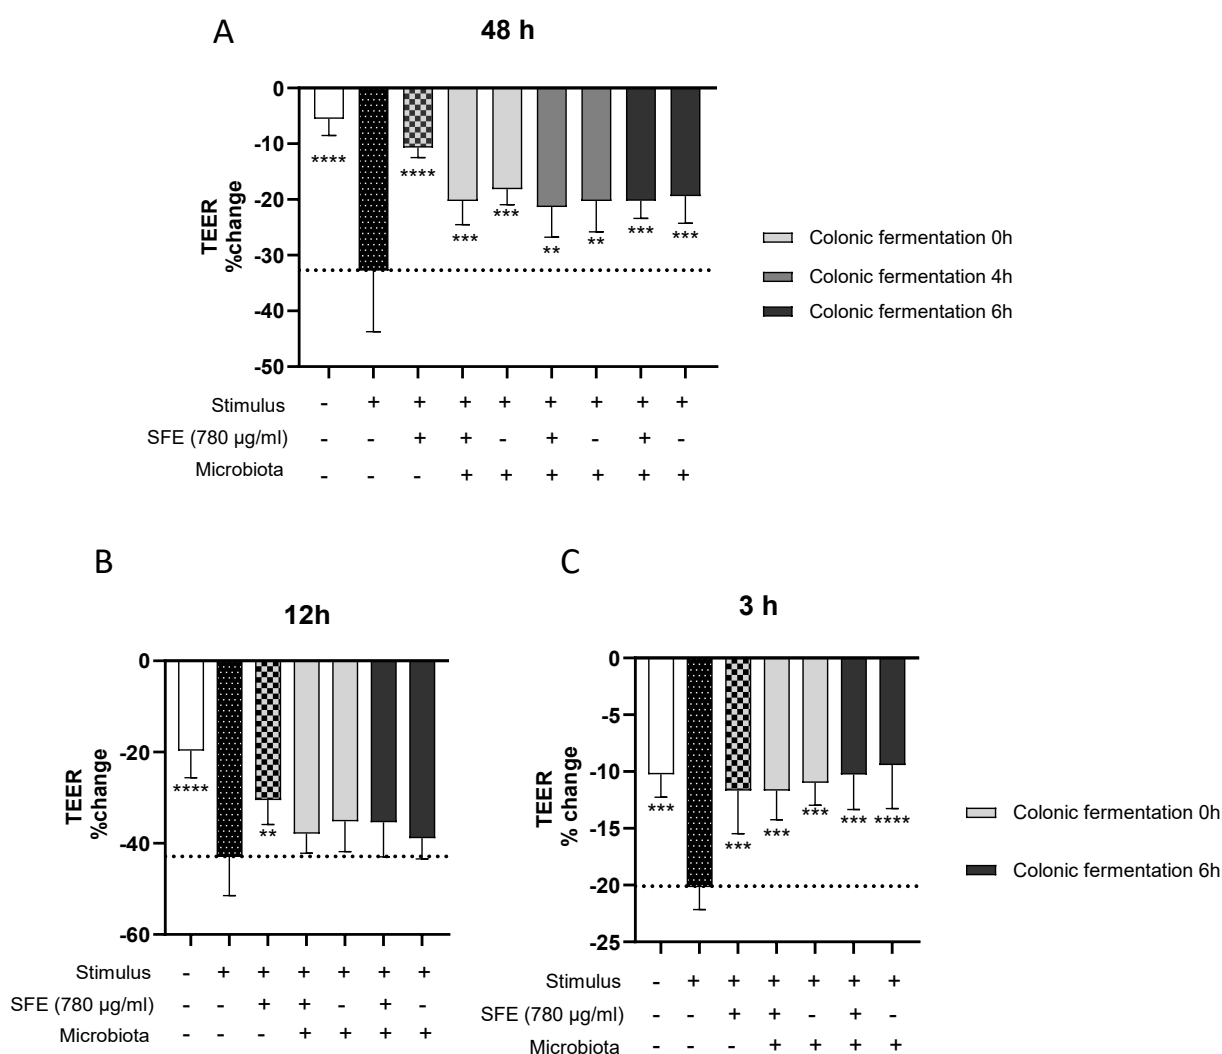 A
48 h
0
-10
-20
-30
-40
-50
TEER
%change
****
****
***
***
**
**
***
***
Colonic fermentation 0h
Colonic fermentation 4h
Colonic fermentation 6h
Stimulus - + + + + + + + +
SFE (780 µg/ml) - - + + - + - + -
Microbiota - - - + + + + + +
B
12h
0
-20
-40
-60
TEER
%change
****
**
Stimulus - + + + + + +
SFE (780 µg/ml) - - + + - + -
Microbiota - - - + + + +
C
3 h
0
-5
-10
-15
-20
-25
TEER
% change
***
***
***
***
***
****
Colonic fermentation 0h
Colonic fermentation 6h
Stimulus - + + + + + +
SFE (780 µg/ml) - - + + - + -
Microbiota - - - + + + +